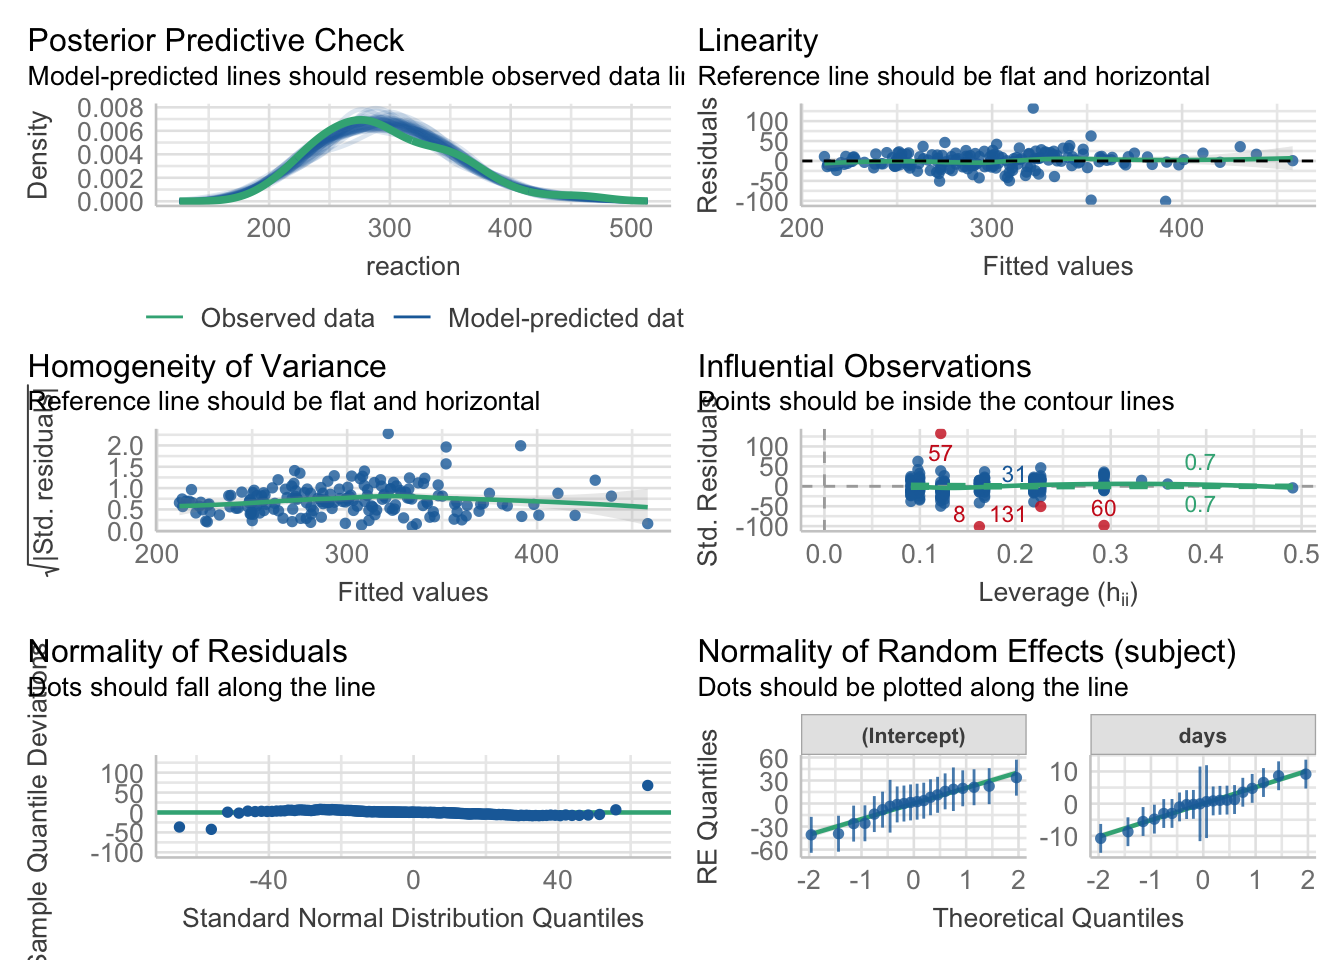 Posterior Predictive Check
Model-predicted lines should resemble observed data li
Density
0.008
0.006
0.004
0.002
0.000
200 300 400 500
reaction
Observed data Model-predicted dat
Linearity
Reference line should be flat and horizontal
Residuals
100
50
0
-50
-100
200 300 400
Fitted values
Homogeneity of Variance
Reference line should be flat and horizontal
√|Std. residuals|
2.0
1.5
1.0
0.5
0.0
200 300 400
Fitted values
Influential Observations
Points should be inside the contour lines
Std. Residuals
100
50
0
-50
-100
57
31
0.7
0.7
8 131 60
0.0 0.1 0.2 0.3 0.4 0.5
Leverage (hii)
Normality of Residuals
Dots should fall along the line
Sample Quantile Deviations
100
50
0
-50
-100
-40 0 40
Standard Normal Distribution Quantiles
Normality of Random Effects (subject)
Dots should be plotted along the line
RE Quantiles
(Intercept)
60
30
0
-30
-60
-2 -1 0 1 2
days
10
0
-10
-2 -1 0 1 2
Theoretical Quantiles